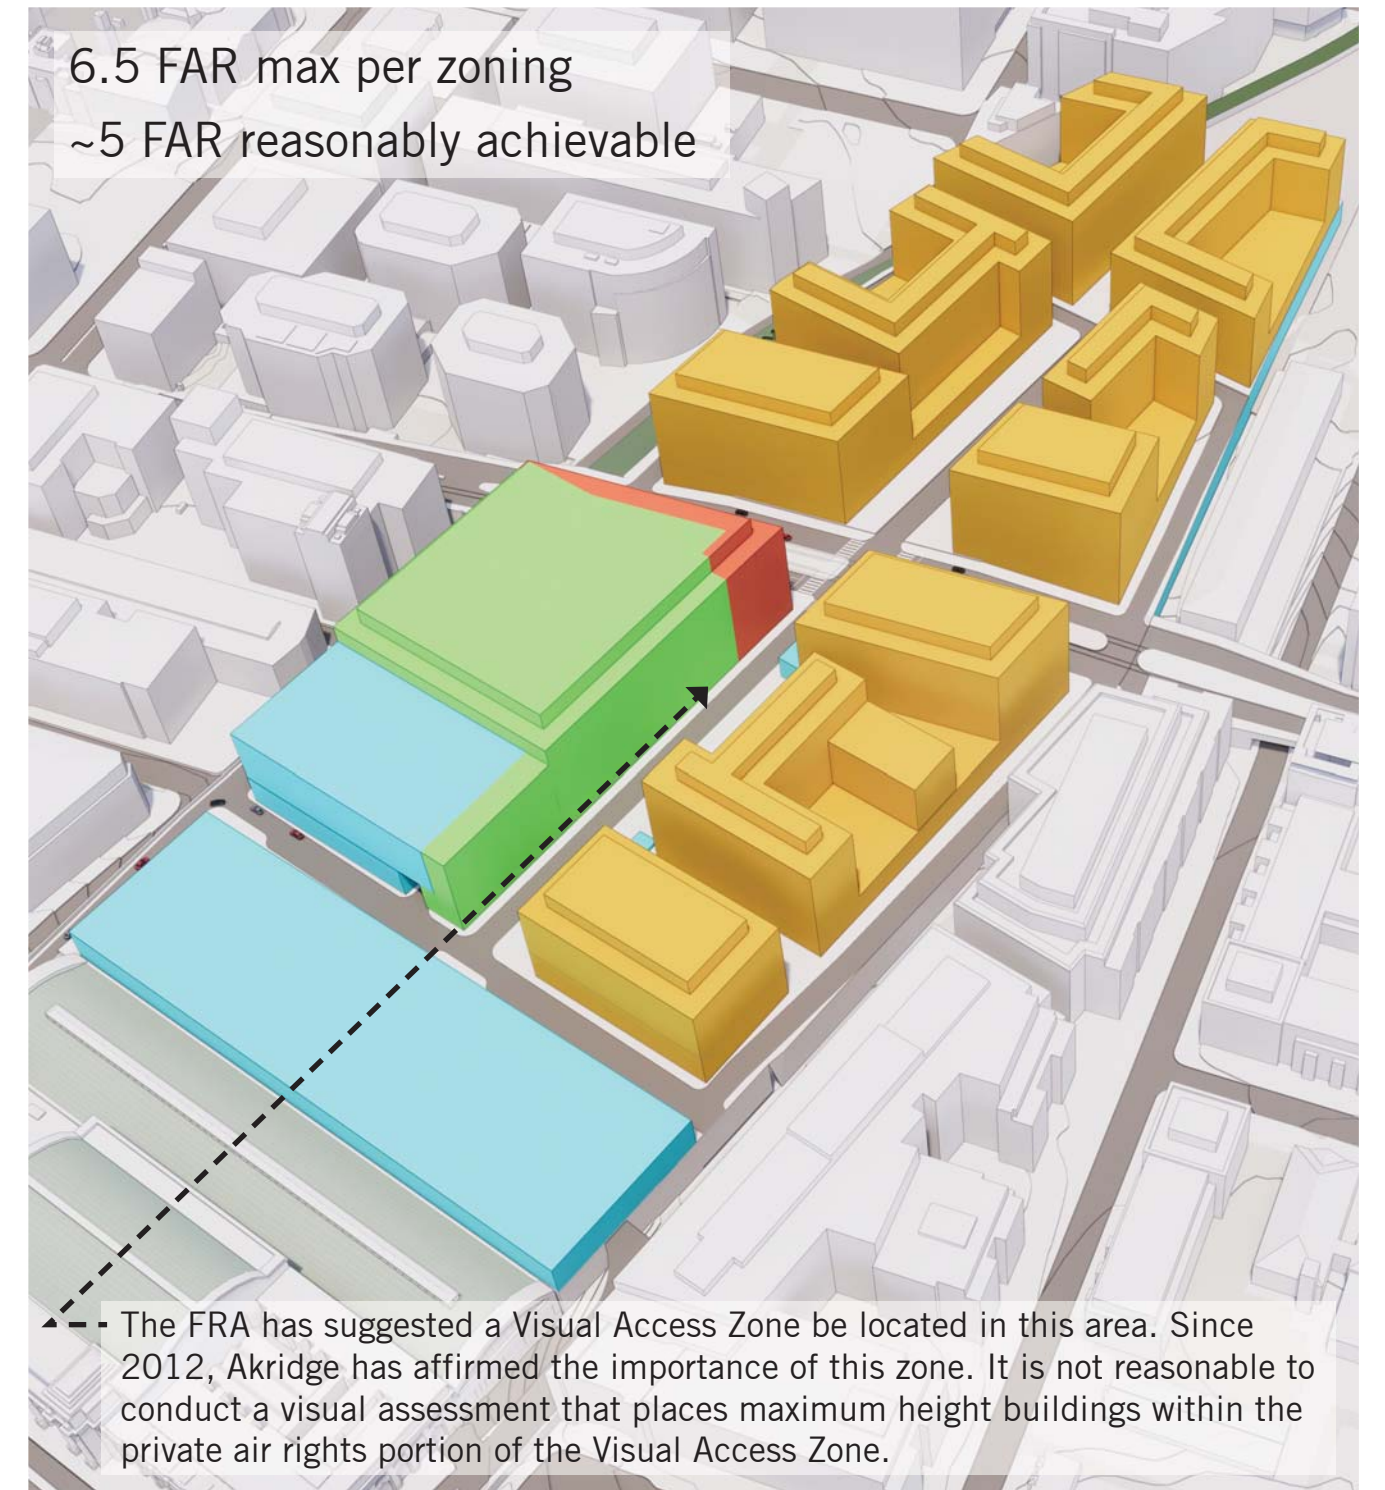 6.5 FAR max per zoning
~5 FAR reasonably achievable
The FRA has suggested a Visual Access Zone be located in this area. Since
2012, Akridge has affirmed the importance of this zone. It is not reasonable to
conduct a visual assessment that places maximum height buildings within the
private air rights portion of the Visual Access Zone.